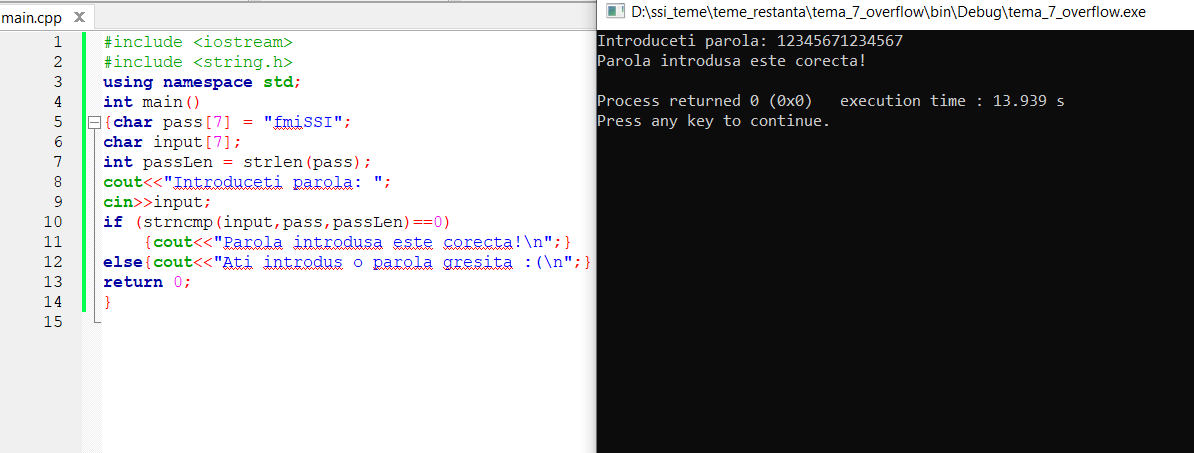 main.cpp
1 #include <iostream>
2 #include <string.h>
3 using namespace std;
4 int main()
5 {char pass[7] = "fmiSSI";
6 char input[7];
7 int passLen = strlen(pass);
8 cout<<"Introduceti parola: ";
9 cin>>input;
10 if (strncmp(input,pass,passLen)==0)
11     {cout<<"Parola introdusa este corecta!\n";}
12 else{cout<<"Ati introdus o parola gresita :(\n";}
13 return 0;
14 }
15
D:\ssi_teme\teme_restanta\tema_7_overflow\bin\Debug\tema_7_overflow.exe
Introduceti parola: 12345671234567
Parola introdusa este corecta!
Process returned 0 (0x0)   execution time : 13.939 s
Press any key to continue.